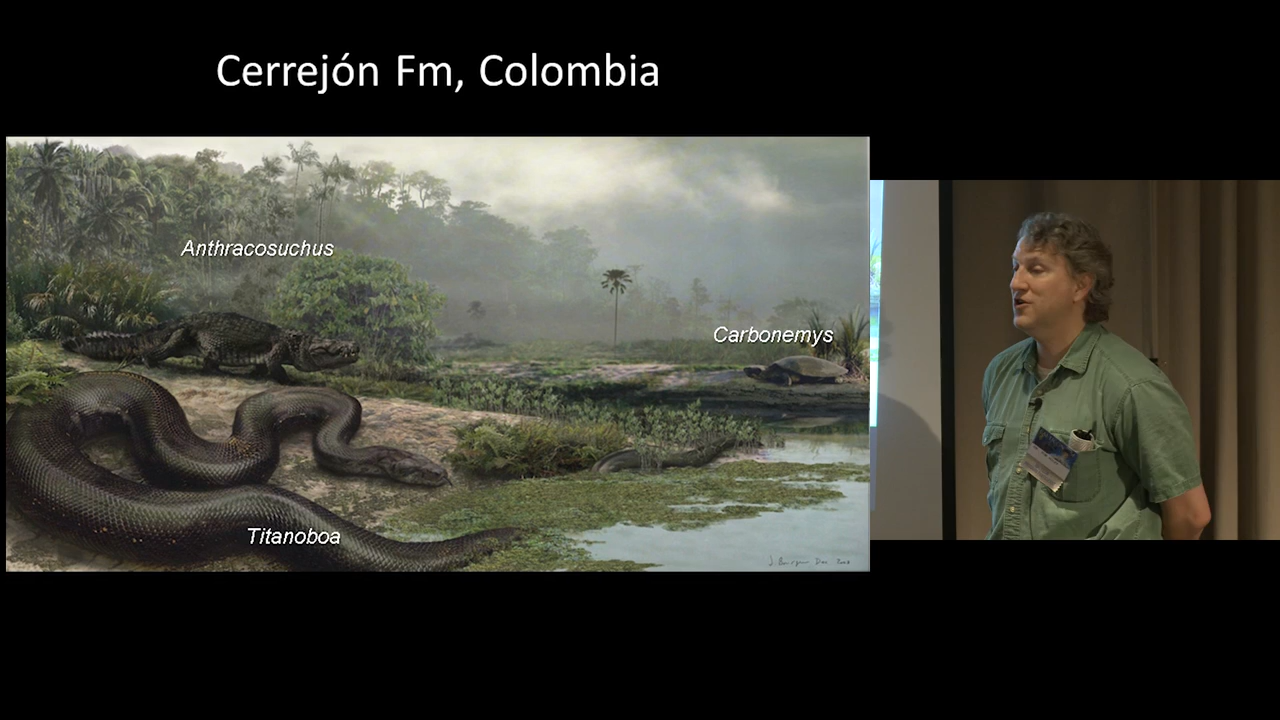 Cerrejón Fm, Colombia
Anthracosuchus
Carbonemys
Titanoboa